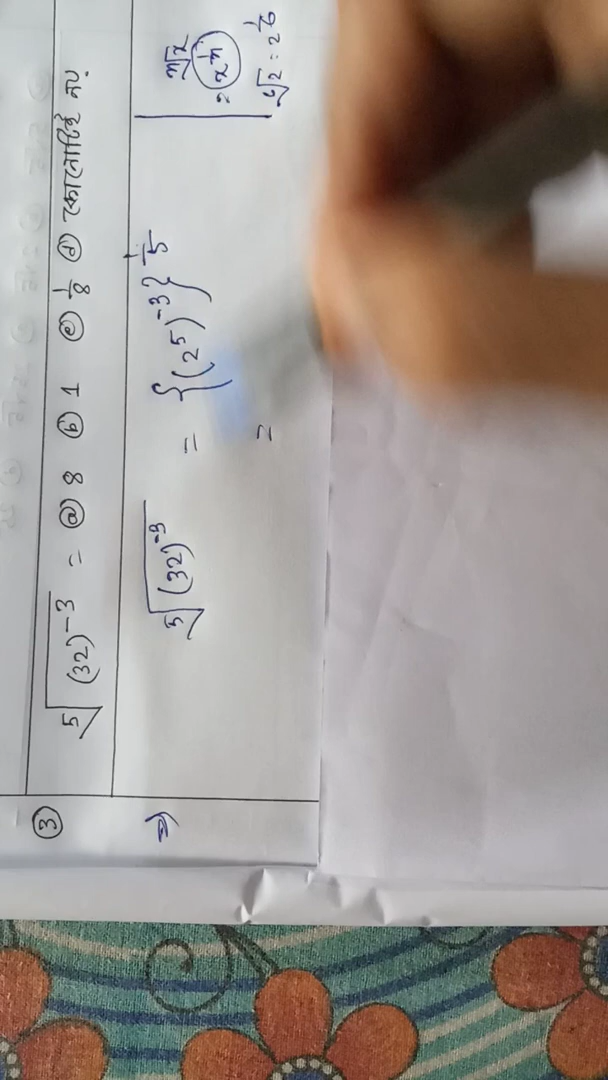 ③ ⁵√(32)⁻³ = ⓐ 8 ⓑ 1 ⓒ 1/8 ⓓ কোনোটিই নয়
⇒) ⁵√(32)⁻³ = {(2⁵)⁻³}^(1/5)
=
ⁿ√x
= x^(1/n)
⁶√2 = 2^(1/6)